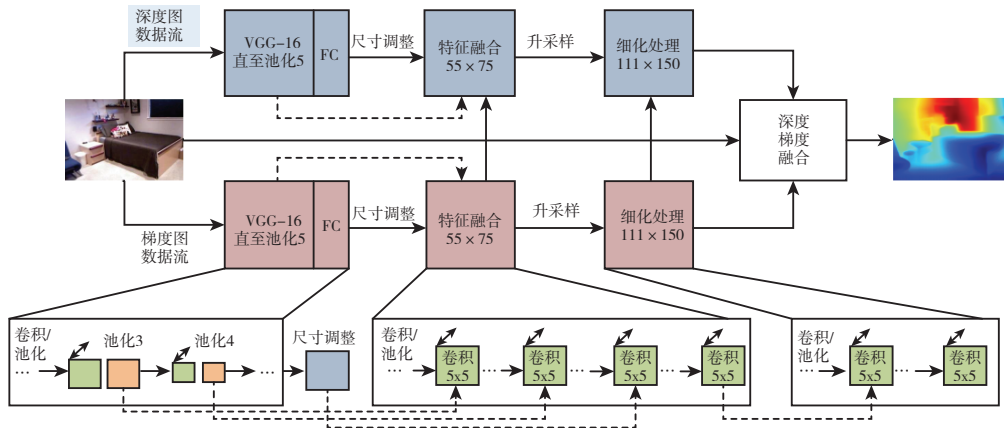 深度图
数据流
VGG-16
直至池化5
FC
尺寸调整
特征融合
55×75
升采样
细化处理
111×150
深度
梯度
融合
梯度图
数据流
VGG-16
直至池化5
FC
尺寸调整
特征融合
55×75
升采样
细化处理
111×150
卷积/
池化
…
池化3
池化4
…
尺寸调整
卷积/
池化
…
卷积
5x5
…
卷积
5x5
…
卷积
5x5
…
卷积
5x5
卷积/
池化
…
卷积
5x5
…
卷积
5x5